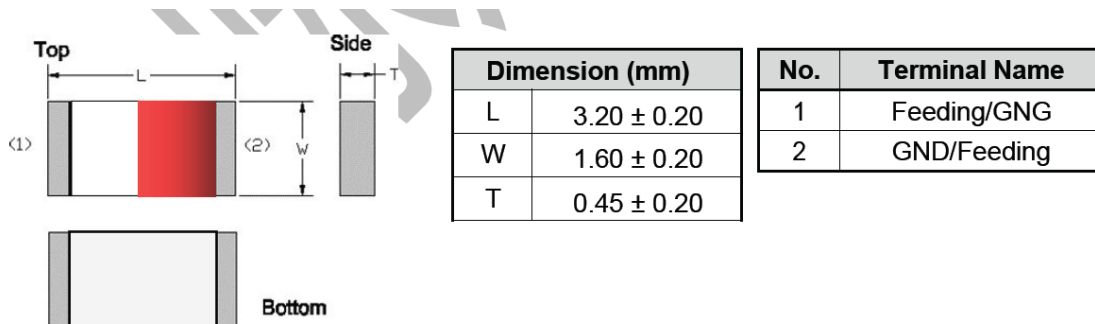 Top
Side
L
T
(1)
(2)
W
Bottom
Dimension (mm)
L 3.20 ± 0.20
W 1.60 ± 0.20
T 0.45 ± 0.20
No. Terminal Name
1 Feeding/GNG
2 GND/Feeding